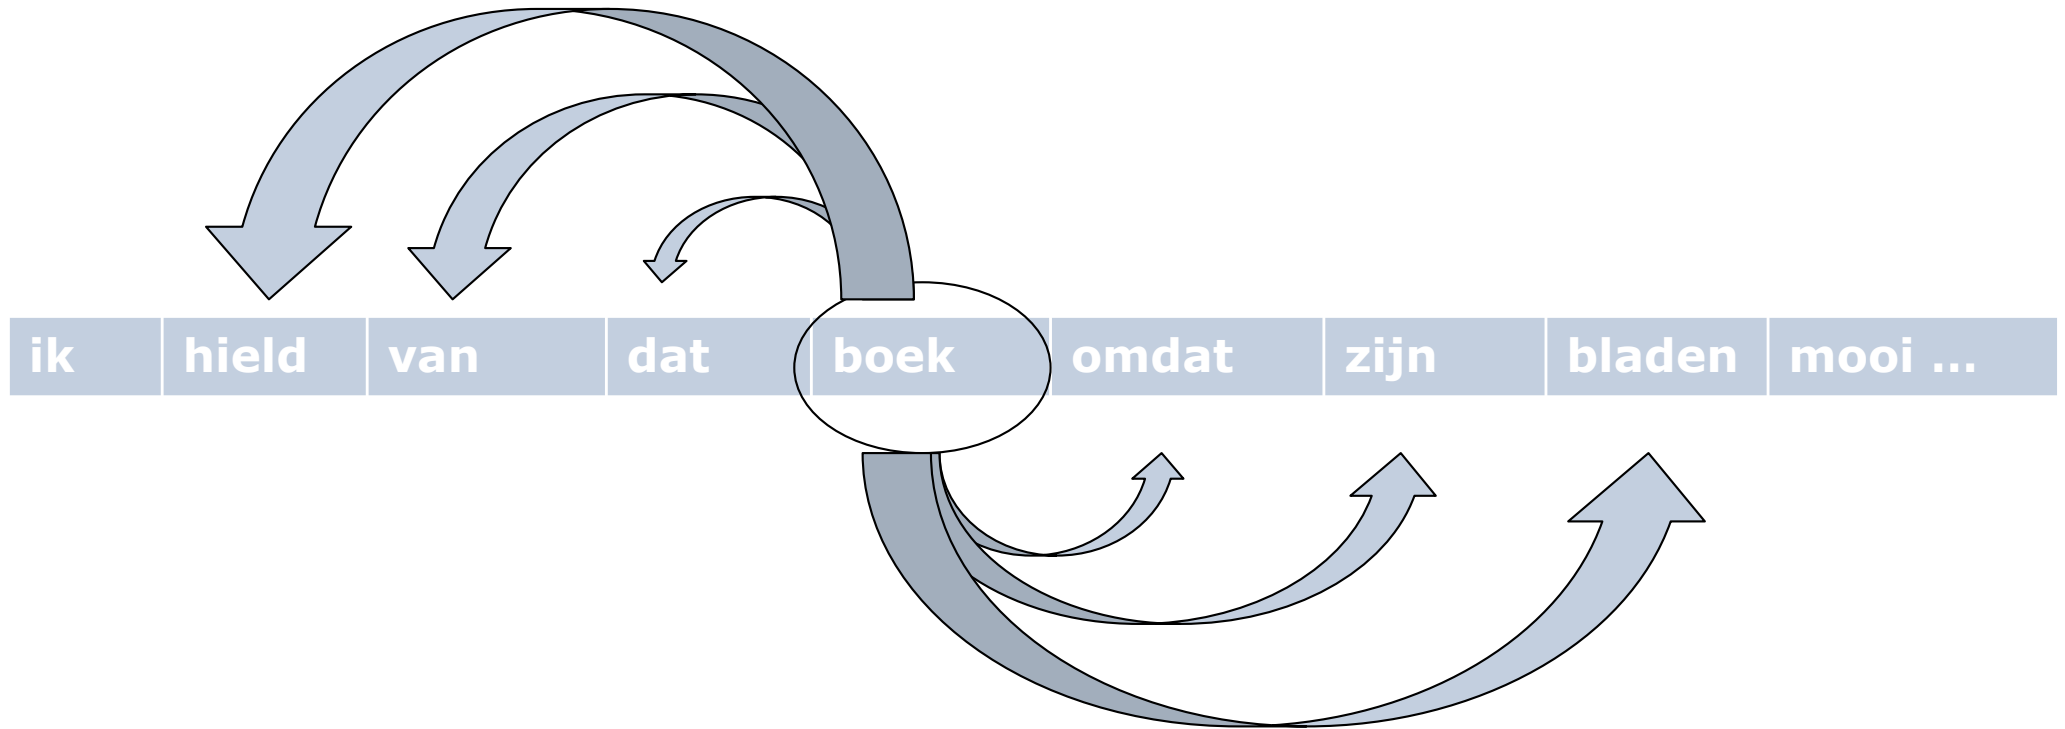 ik hield van dat boek omdat zijn bladen mooi ...